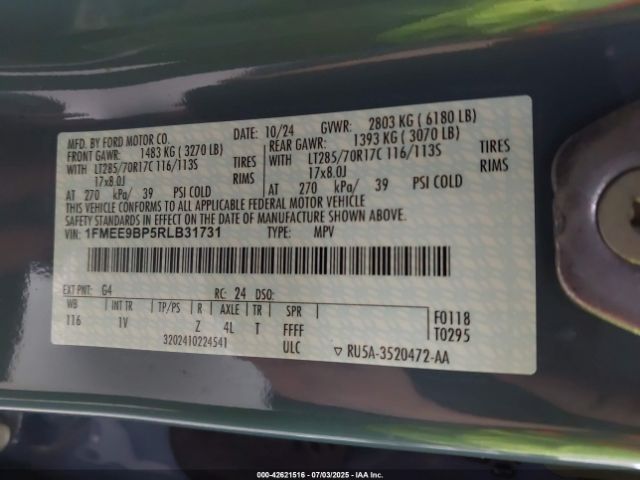 MFD. BY FORD MOTOR CO. DATE: 10/24 GVWR: 2803 KG ( 6180 LB)
FRONT GAWR: 1483 KG ( 3270 LB) REAR GAWR: 1393 KG ( 3070 LB)
WITH LT285/70R17C 116/113S TIRES WITH LT285/70R17C 116/113S TIRES
17x8.0J RIMS 17x8.0J RIMS
AT 270 kPa/ 39 PSI COLD AT 270 kPa/ 39 PSI COLD
THIS VEHICLE CONFORMS TO ALL APPLICABLE FEDERAL MOTOR VEHICLE
SAFETY STANDARDS IN EFFECT ON THE DATE OF MANUFACTURE SHOWN ABOVE.
VIN: 1FMEE9BP5RLB31731 TYPE: MPV
EXT PNT: G4 RC: 24 DSO:
WB INT TR TP/PS R AXLE TR SPR F0118
116 1V Z 4L T FFFF T0295
3202410224541 ULC ▽ RU5A-3520472-AA
000-42621516 - 07/03/2025 - IAA Inc.